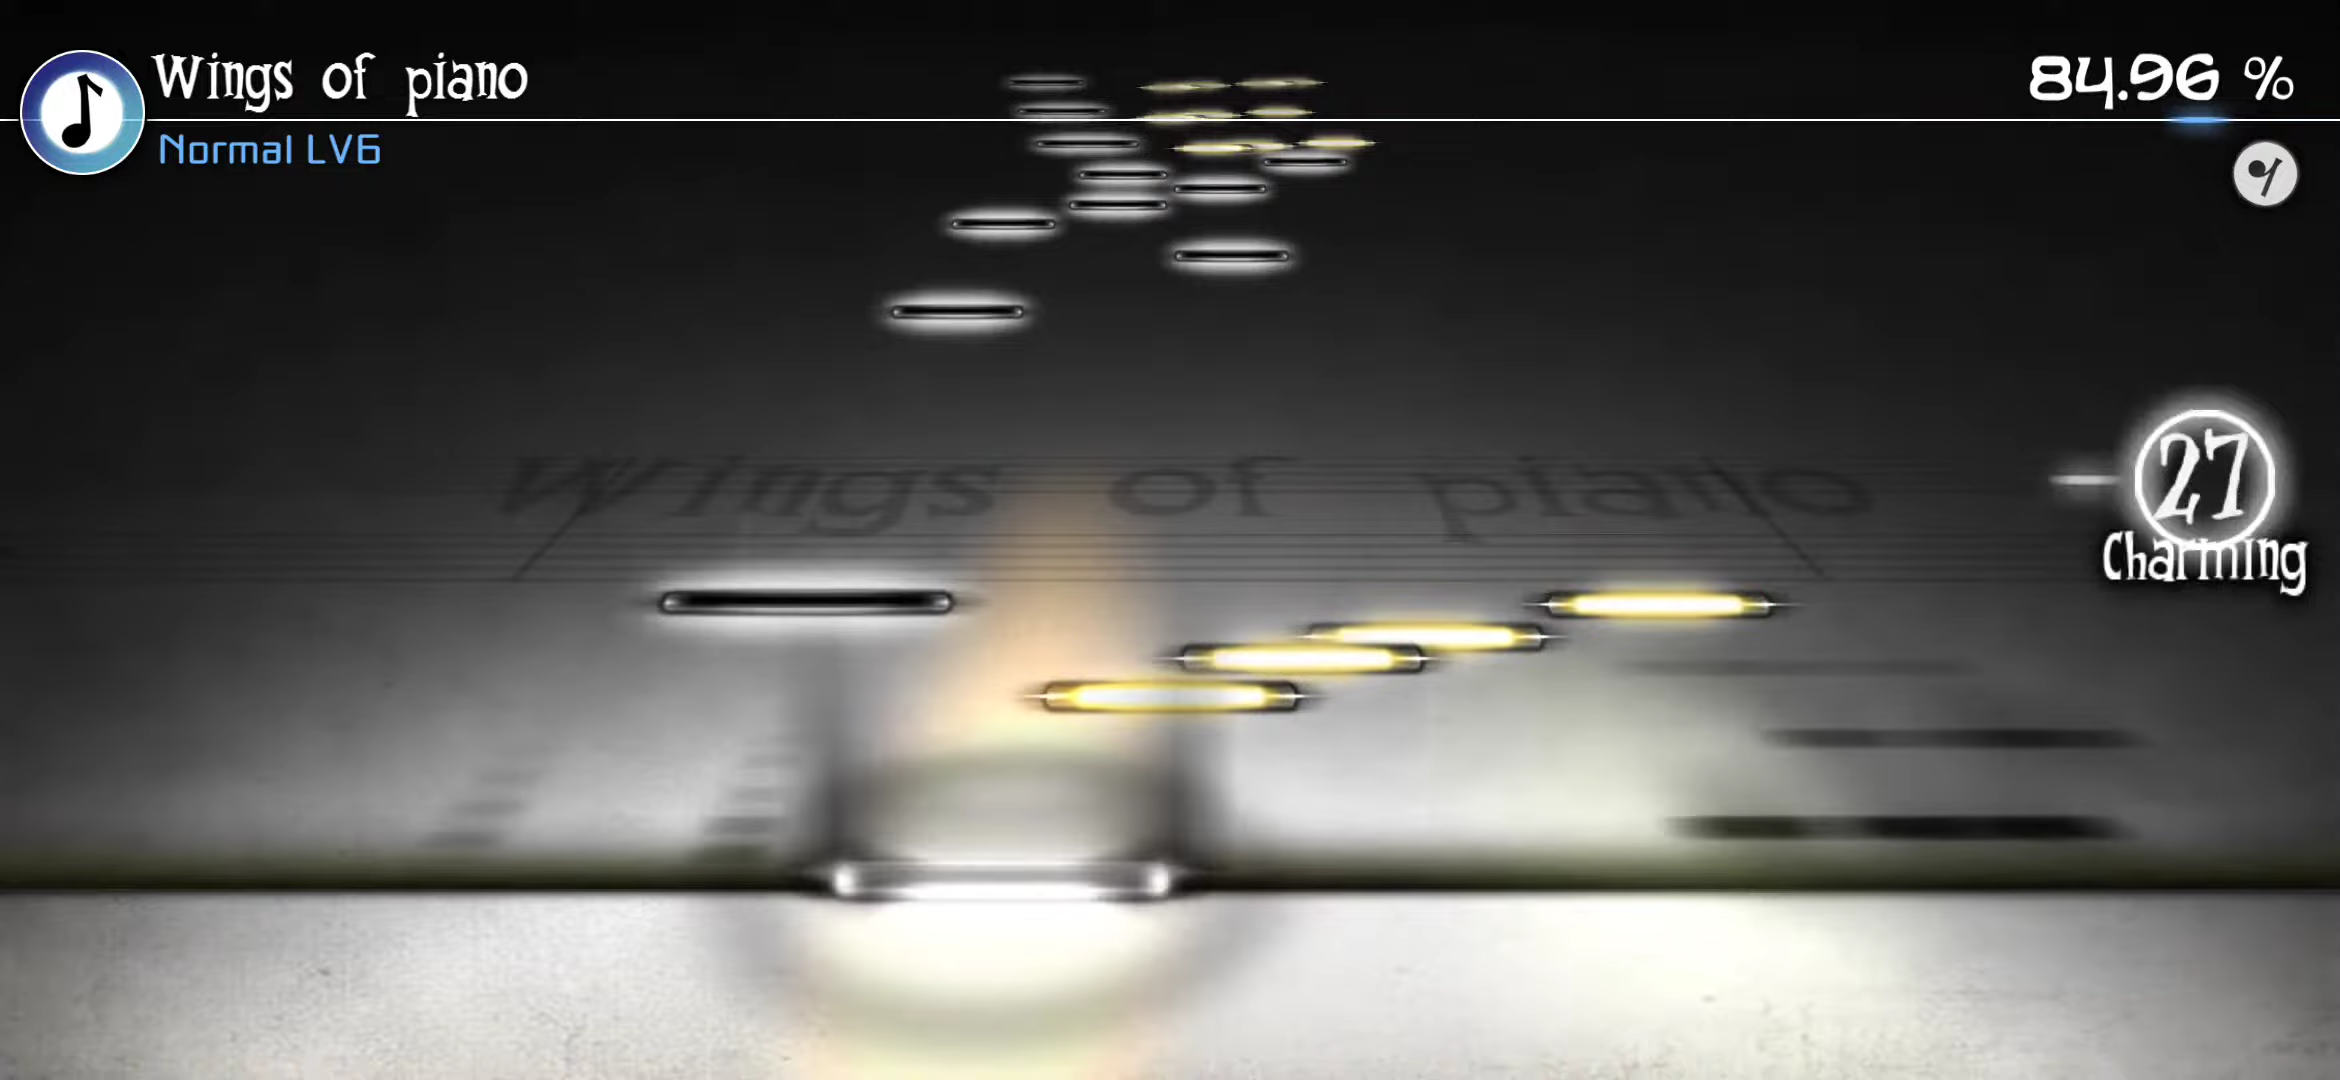 Wings of piano
84.96 %
Normal LV6
27
Charming
Wings of piano